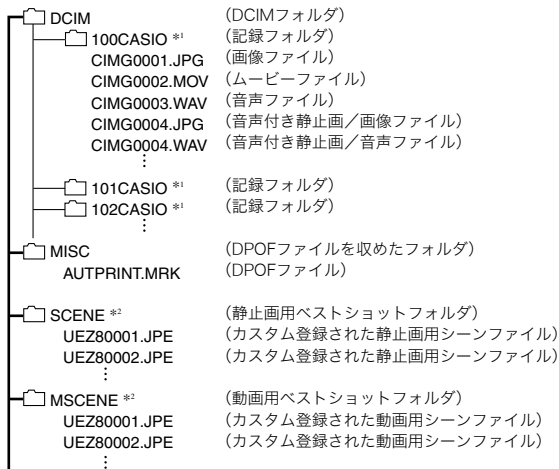 DCIM （DCIMフォルダ）
100CASIO *1 （記録フォルダ）
CIMG0001.JPG （画像ファイル）
CIMG0002.MOV （ムービーファイル）
CIMG0003.WAV （音声ファイル）
CIMG0004.JPG （音声付き静止画／画像ファイル）
CIMG0004.WAV （音声付き静止画／音声ファイル）
⋮
101CASIO *1 （記録フォルダ）
102CASIO *1 （記録フォルダ）
⋮
MISC （DPOFファイルを収めたフォルダ）
AUTPRINT.MRK （DPOFファイル）
SCENE *2 （静止画用ベストショットフォルダ）
UEZ80001.JPE （カスタム登録された静止画用シーンファイル）
UEZ80002.JPE （カスタム登録された静止画用シーンファイル）
⋮
MSCENE *2 （動画用ベストショットフォルダ）
UEZ80001.JPE （カスタム登録された動画用シーンファイル）
UEZ80002.JPE （カスタム登録された動画用シーンファイル）
⋮